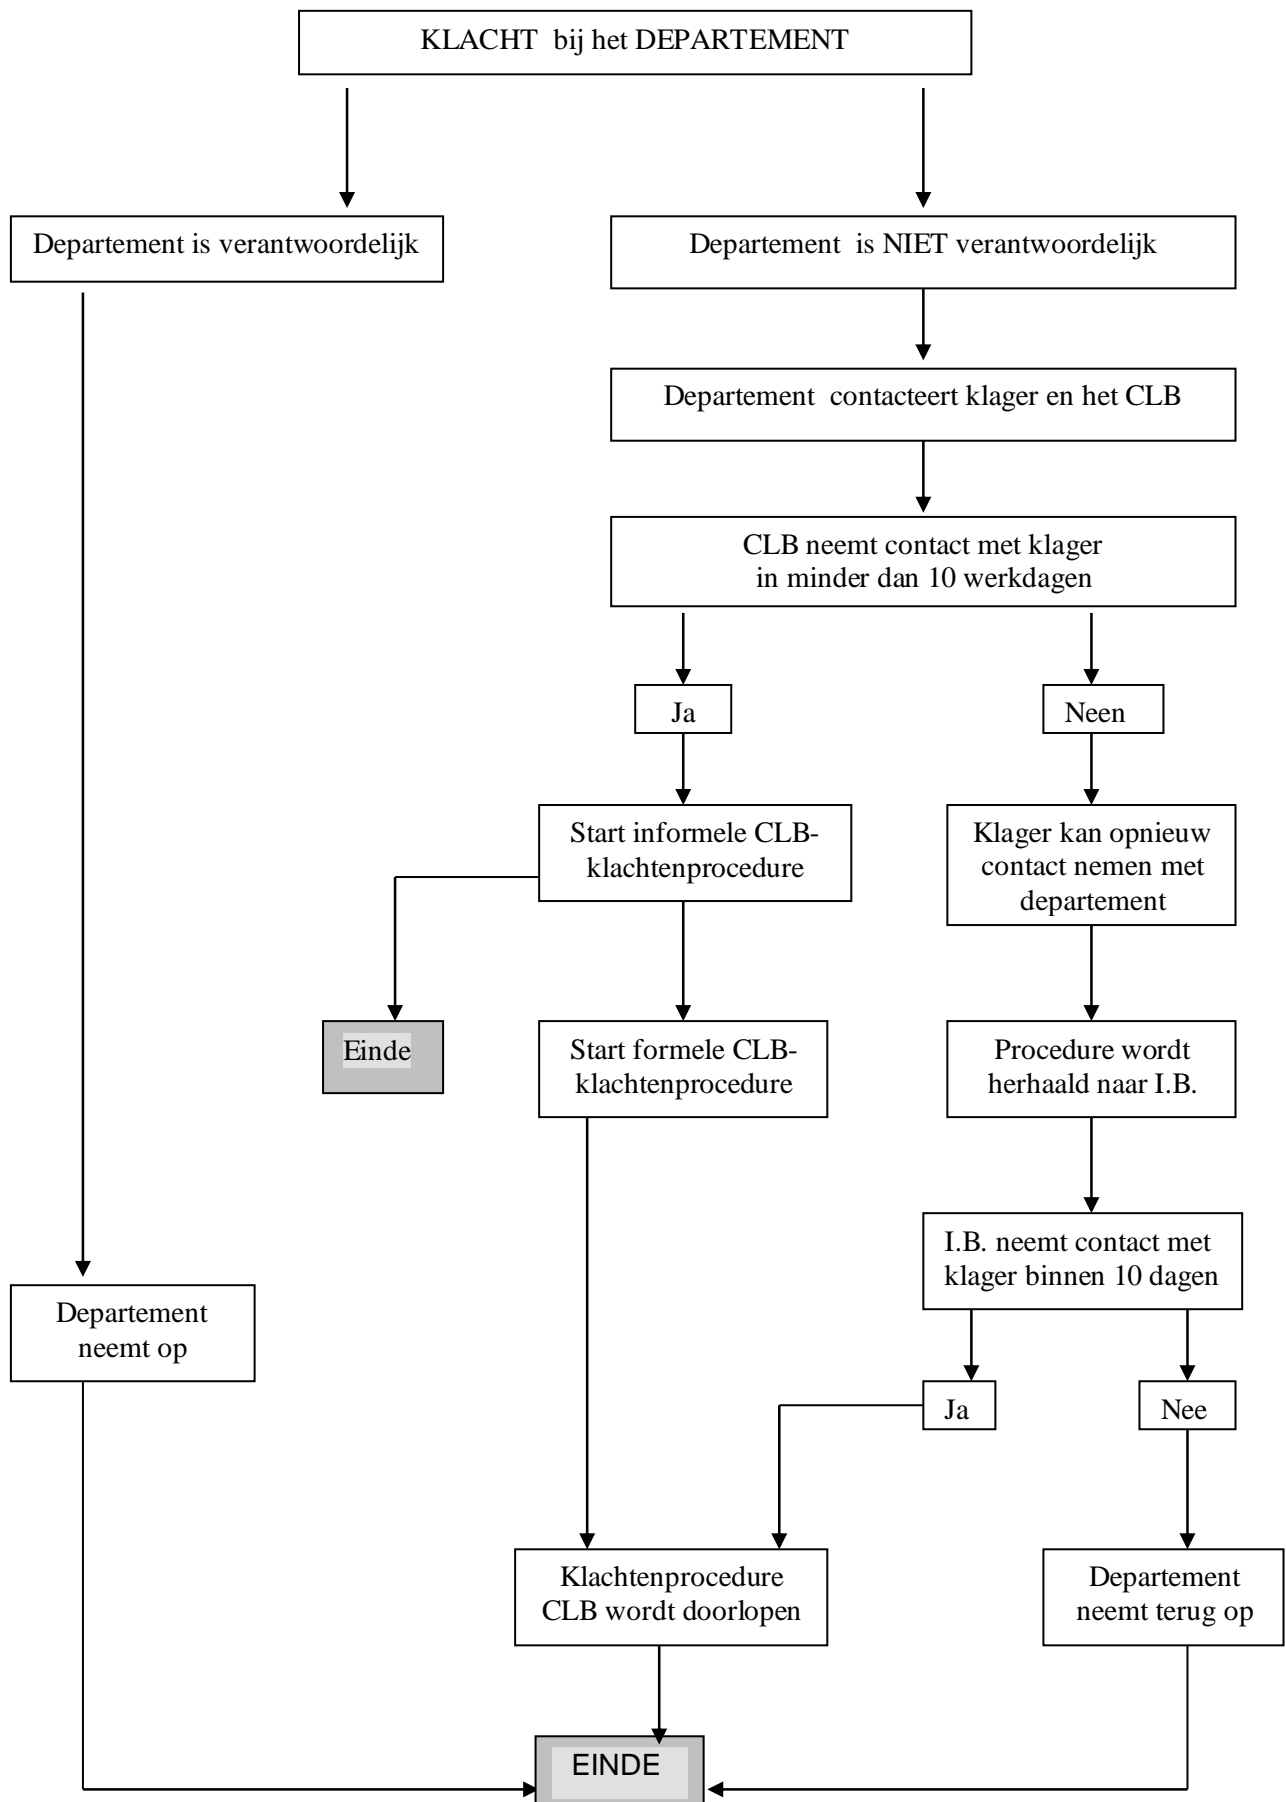 KLACHT bij het DEPARTEMENT
Departement is verantwoordelijk
Departement is NIET verantwoordelijk
Departement contacteert klager en het CLB
CLB neemt contact met klager
in minder dan 10 werkdagen
Ja
Neen
Start informele CLB-
klachtenprocedure
Klager kan opnieuw
contact nemen met
departement
Einde
Start formele CLB-
klachtenprocedure
Procedure wordt
herhaald naar I.B.
I.B. neemt contact met
klager binnen 10 dagen
Departement
neemt op
Ja
Nee
Klachtenprocedure
CLB wordt doorlopen
Departement
neemt terug op
EINDE